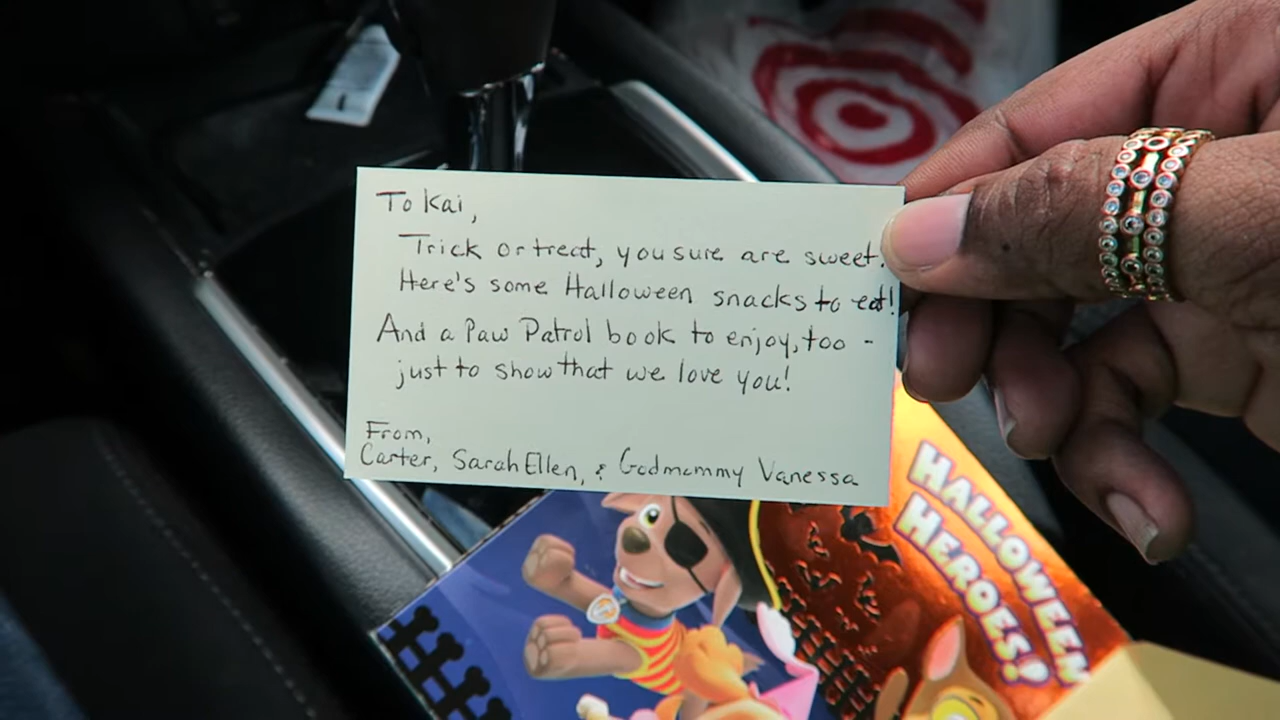 To Kai,
Trick or treat, you sure are sweet!
Here's some Halloween snacks to eat!
And a Paw Patrol book to enjoy, too -
just to show that we love you!
From,
Carter, Sarah Ellen, & Godmommy Vanessa
HALLOWEEN
HEROES!